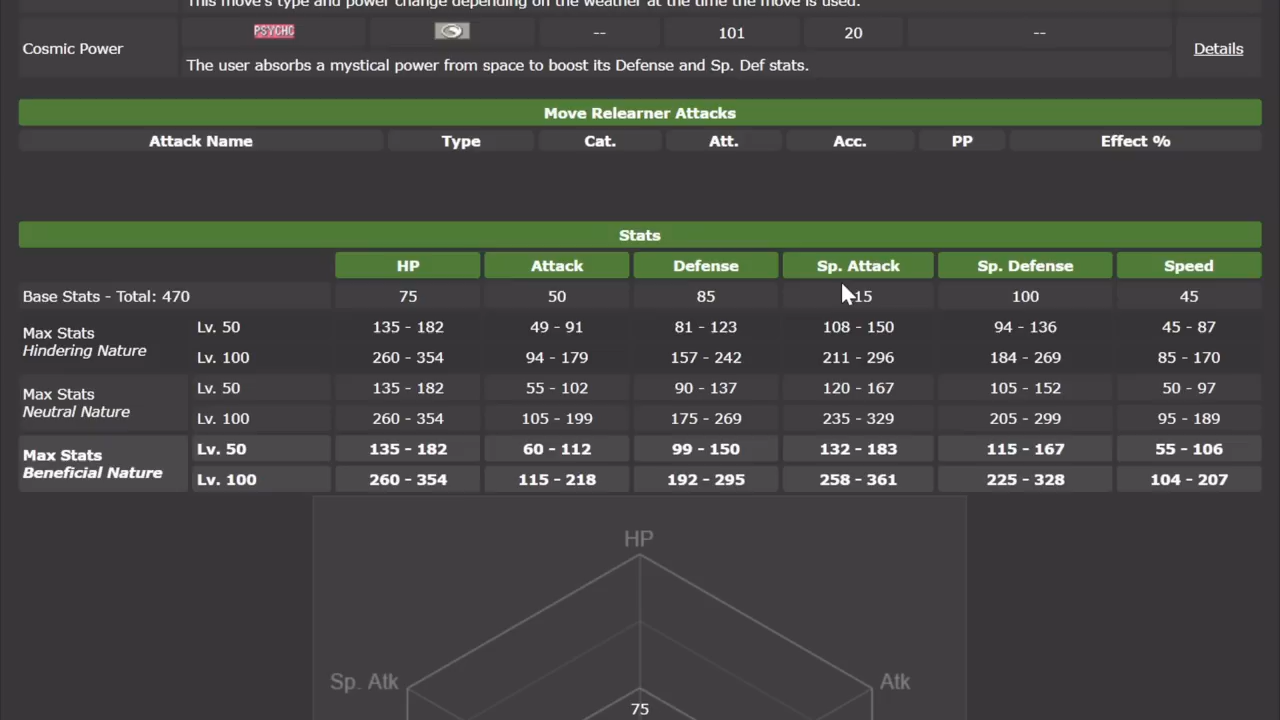 This move's type and power change depending on the weather at the time the move is used.
Cosmic Power PSYCHC -- 101 20 -- Details
The user absorbs a mystical power from space to boost its Defense and Sp. Def stats.
Move Relearner Attacks
Attack Name Type Cat. Att. Acc. PP Effect %
Stats
HP Attack Defense Sp. Attack Sp. Defense Speed
Base Stats - Total: 470 75 50 85 15 100 45
Max Stats
Hindering Nature
Lv. 50 135 - 182 49 - 91 81 - 123 108 - 150 94 - 136 45 - 87
Lv. 100 260 - 354 94 - 179 157 - 242 211 - 296 184 - 269 85 - 170
Max Stats
Neutral Nature
Lv. 50 135 - 182 55 - 102 90 - 137 120 - 167 105 - 152 50 - 97
Lv. 100 260 - 354 105 - 199 175 - 269 235 - 329 205 - 299 95 - 189
Max Stats
Beneficial Nature
Lv. 50 135 - 182 60 - 112 99 - 150 132 - 183 115 - 167 55 - 106
Lv. 100 260 - 354 115 - 218 192 - 295 258 - 361 225 - 328 104 - 207
HP
Sp. Atk Atk
75